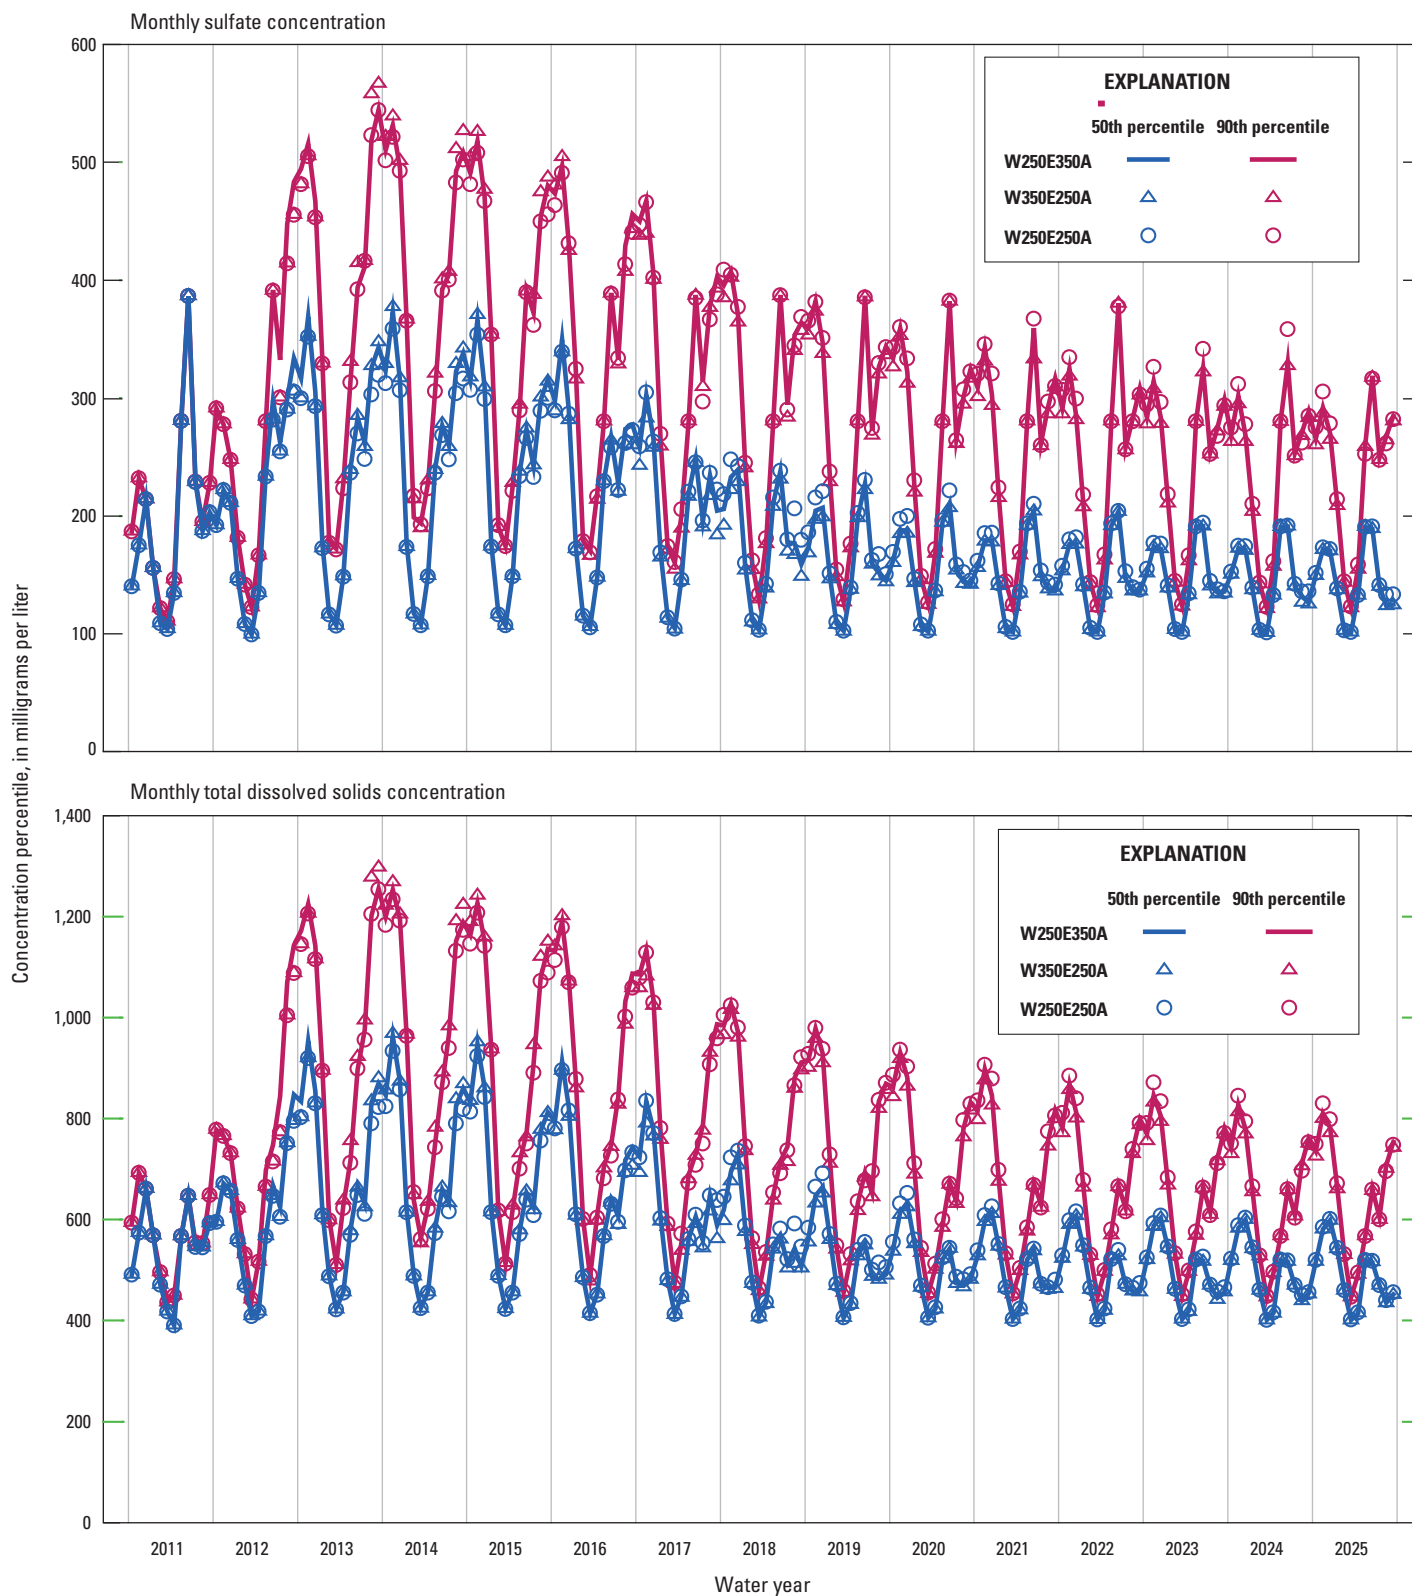 Monthly sulfate concentration
600
500
400
300
200
100
0
EXPLANATION
50th percentile 90th percentile
W250E350A
W350E250A
W250E250A
Concentration percentile, in milligrams per liter
Monthly total dissolved solids concentration
1,400
1,200
1,000
800
600
400
200
0
EXPLANATION
50th percentile 90th percentile
W250E350A
W350E250A
W250E250A
2011 2012 2013 2014 2015 2016 2017 2018 2019 2020 2021 2022 2023 2024 2025
Water year